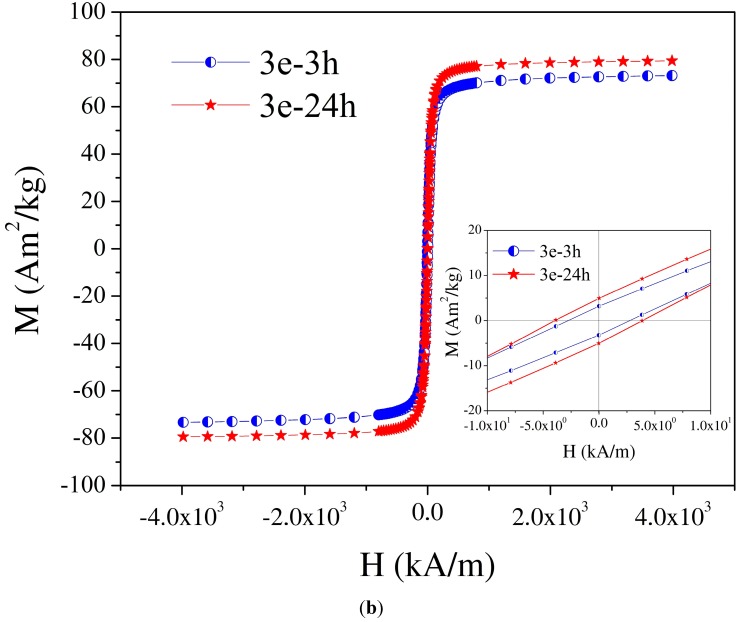 100
80
60
40
20
0
-20
-40
-60
-80
-100
M (Am²/kg)
3e-3h
3e-24h
20
10
0
-10
-20
M (Am²/kg)
3e-3h
3e-24h
-1.0x10¹ -5.0x10⁰ 0.0 5.0x10⁰ 1.0x10¹
H (kA/m)
-4.0x10³ -2.0x10³ 0.0 2.0x10³ 4.0x10³
H (kA/m)
(b)